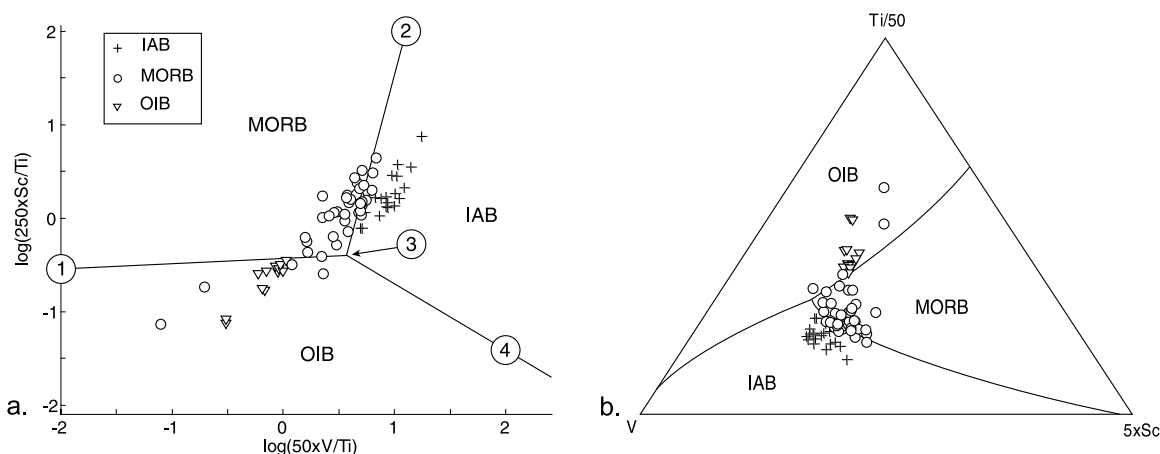 2
1
0
-1
-2
log(250xSc/Ti)
-2
-1
0
1
2
log(50xV/Ti)
IAB
MORB
OIB
MORB
IAB
OIB
1
2
3
4
a.
Ti/50
OIB
MORB
IAB
V
5xSc
b.